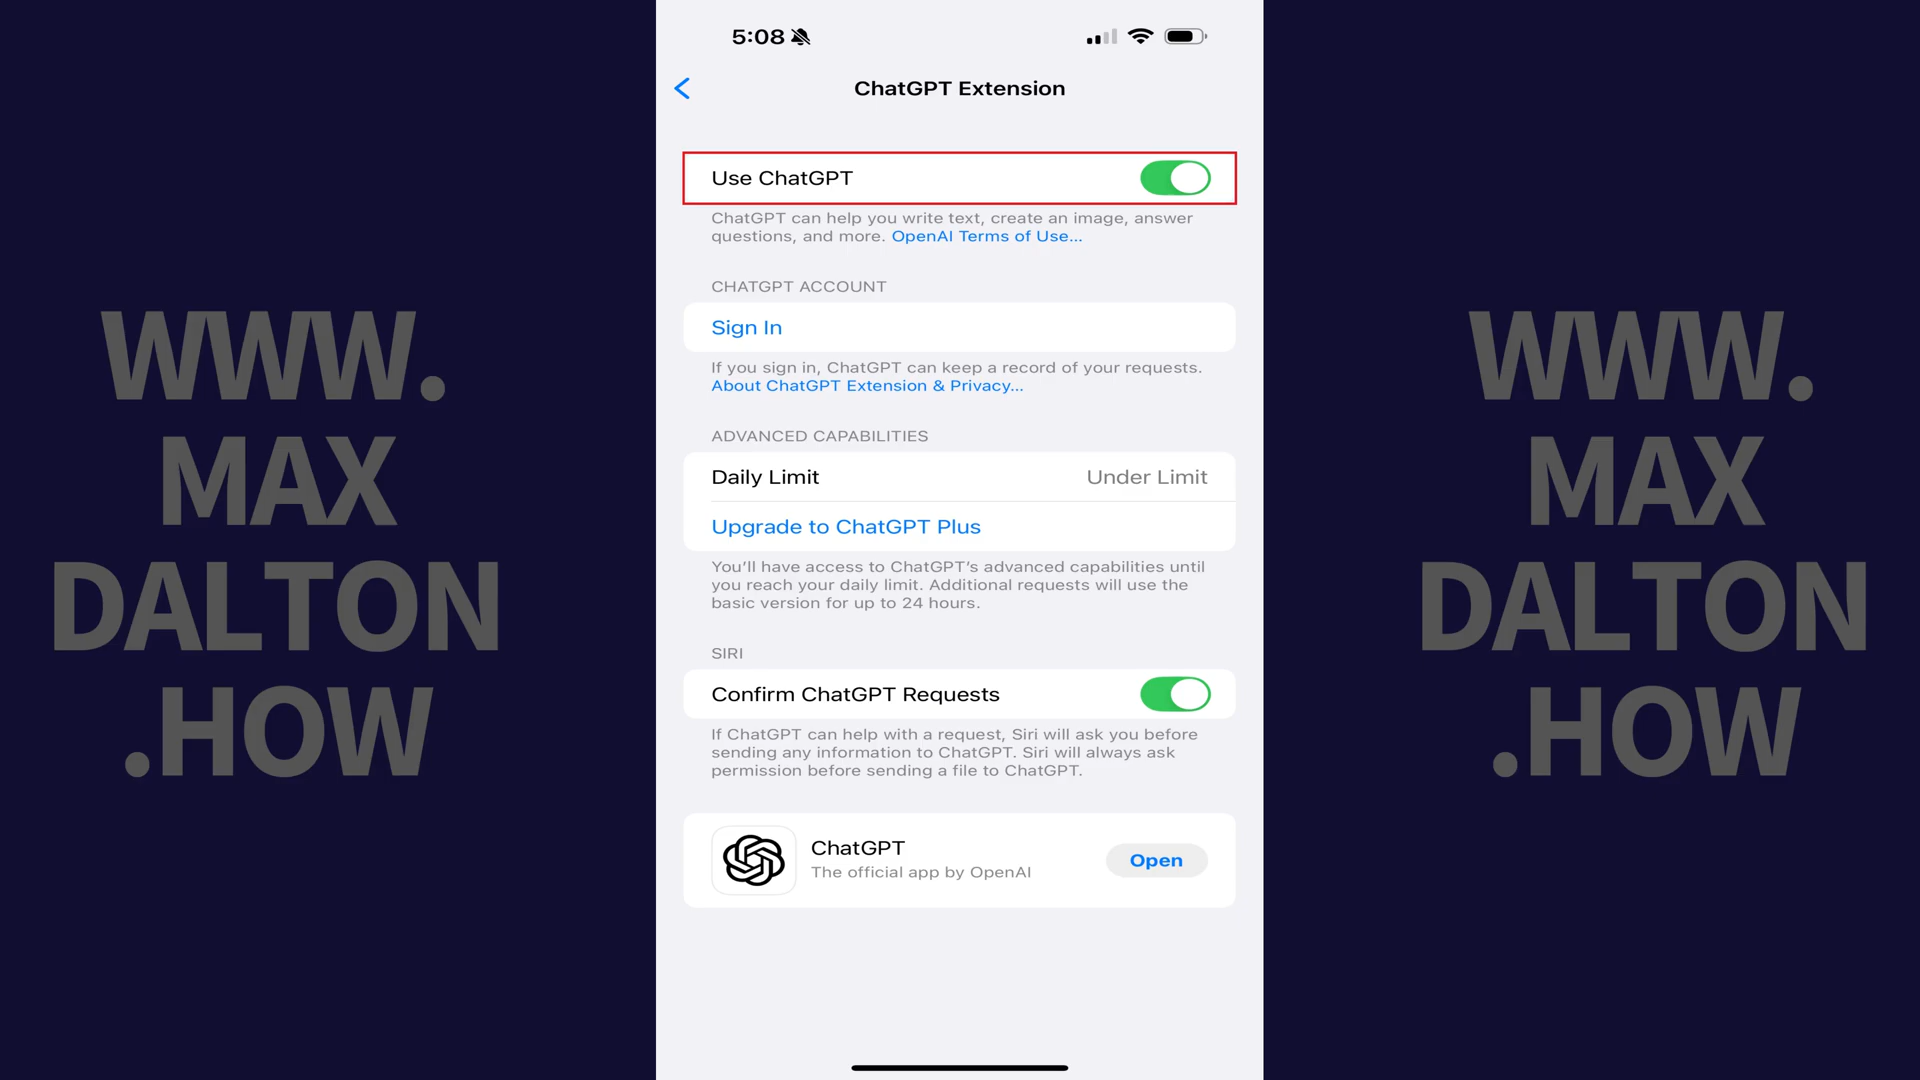 5:08
ChatGPT Extension
Use ChatGPT
ChatGPT can help you write text, create an image, answer
questions, and more. OpenAI Terms of Use...
CHATGPT ACCOUNT
Sign In
If you sign in, ChatGPT can keep a record of your requests.
About ChatGPT Extension & Privacy...
ADVANCED CAPABILITIES
Daily Limit Under Limit
Upgrade to ChatGPT Plus
You’ll have access to ChatGPT’s advanced capabilities until
you reach your daily limit. Additional requests will use the
basic version for up to 24 hours.
SIRI
Confirm ChatGPT Requests
If ChatGPT can help with a request, Siri will ask you before
sending any information to ChatGPT. Siri will always ask
permission before sending a file to ChatGPT.
ChatGPT
The official app by OpenAI
Open
WWW.
MAX
DALTON
.HOW
WWW.
MAX
DALTON
.HOW